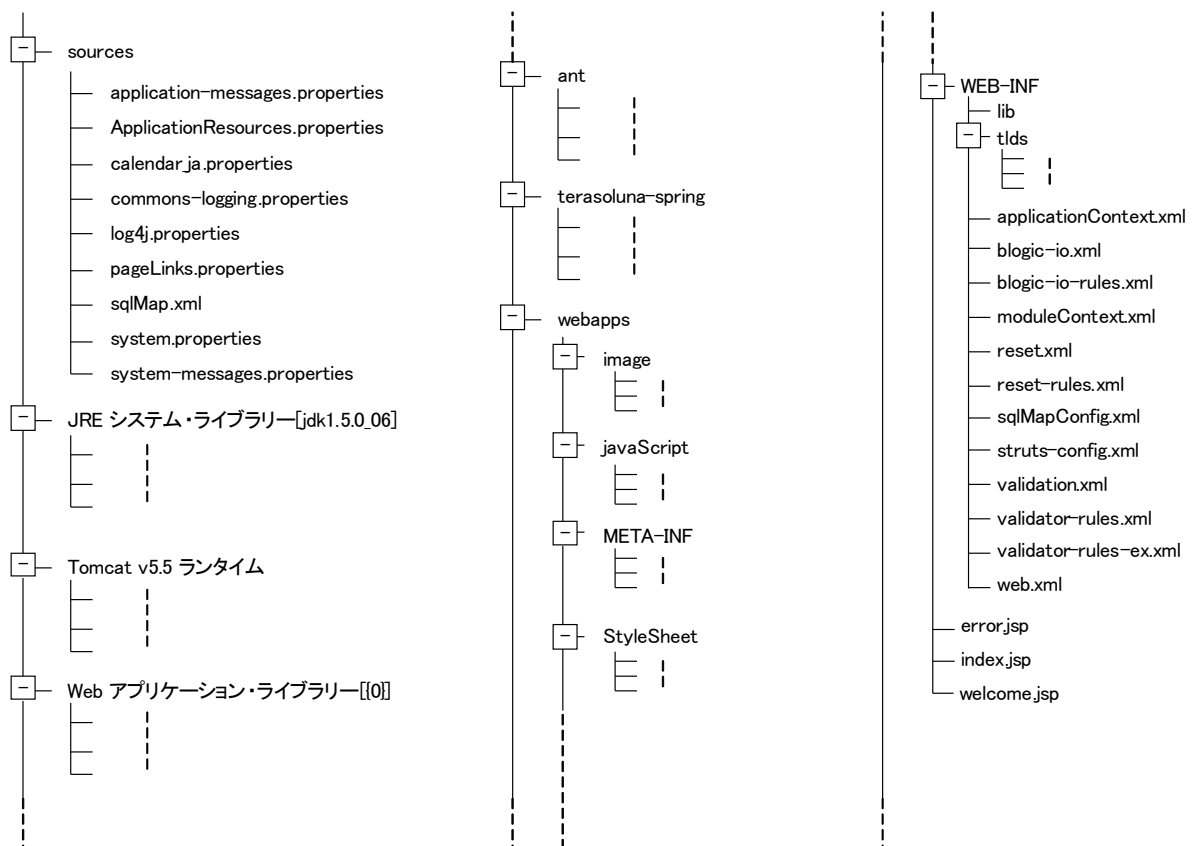 sources
application-messages.properties
ApplicationResources.properties
calendar_ja.properties
commons-logging.properties
log4j.properties
pageLinks.properties
sqlMap.xml
system.properties
system-messages.properties
JRE システム・ライブラリー[jdk1.5.0_06]
Tomcat v5.5 ランタイム
Web アプリケーション・ライブラリー[{0}]
ant
terasoluna-spring
webapps
image
javaScript
META-INF
StyleSheet
WEB-INF
lib
tlds
applicationContext.xml
blogic-io.xml
blogic-io-rules.xml
moduleContext.xml
reset.xml
reset-rules.xml
sqlMapConfig.xml
struts-config.xml
validation.xml
validator-rules.xml
validator-rules-ex.xml
web.xml
error.jsp
index.jsp
welcome.jsp